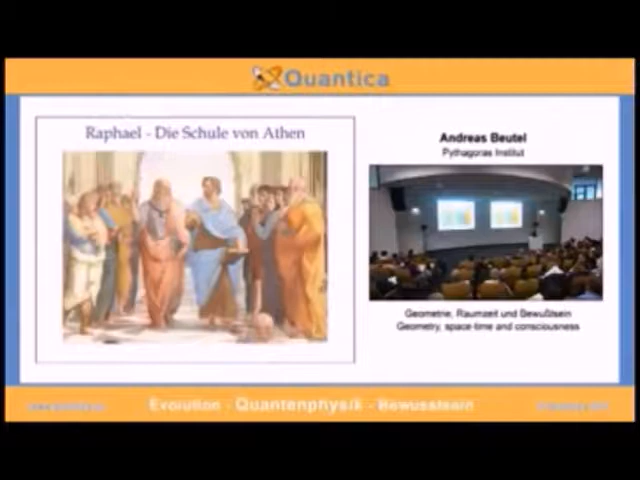 Quantica
Raphael - Die Schule von Athen
Andreas Beutel
Pythagoras Institut
Geometrie, Raumzeit und Bewußtsein
Geometry, space-time and consciousness
Evolution - Quantenphysik - Bewusstsein